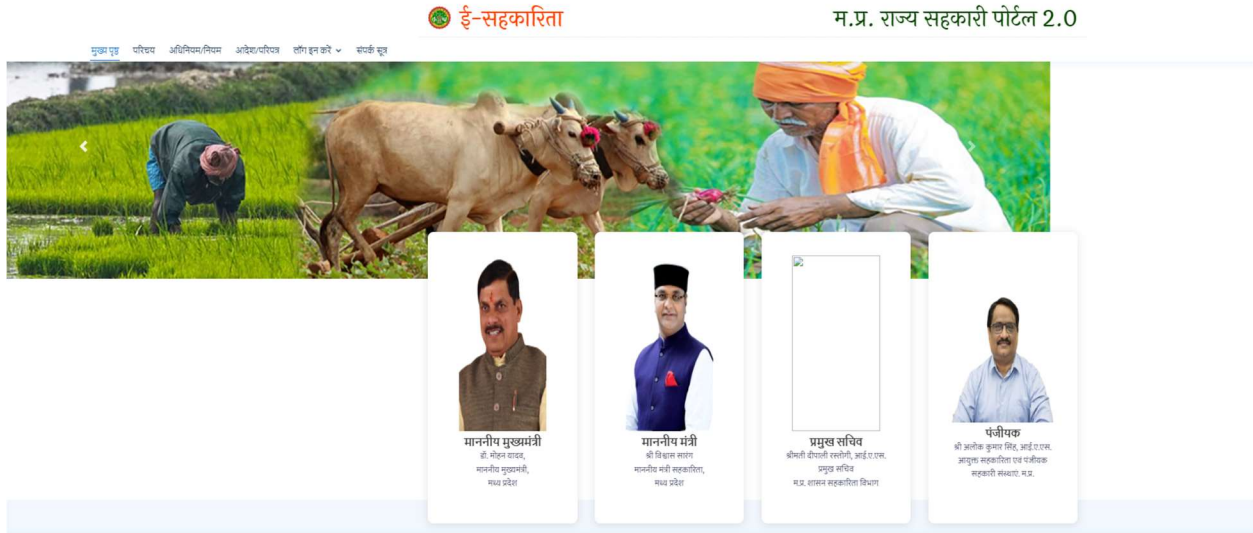 ई-सहकारिता
म.प्र. राज्य सहकारी पोर्टल 2.0
मुख्य पृष्ठ परिचय अधिनियम/नियम आदेश/परिपत्र लॉग इन करें संपर्क सूत्र
माननीय मुख्यमंत्री
डॉ. मोहन यादव,
माननीय मुख्यमंत्री,
मध्य प्रदेश
माननीय मंत्री
श्री विश्वास सारंग
माननीय मंत्री सहकारिता,
मध्य प्रदेश
प्रमुख सचिव
श्रीमती दीपाली रस्तोगी, आई.ए.एस.
प्रमुख सचिव
म.प्र. शासन सहकारिता विभाग
पंजीयक
श्री अलोक कुमार सिंह, आई.ए.एस.
आयुक्त सहकारिता एवं पंजीयक
सहकारी संस्थाएं. म.प्र.